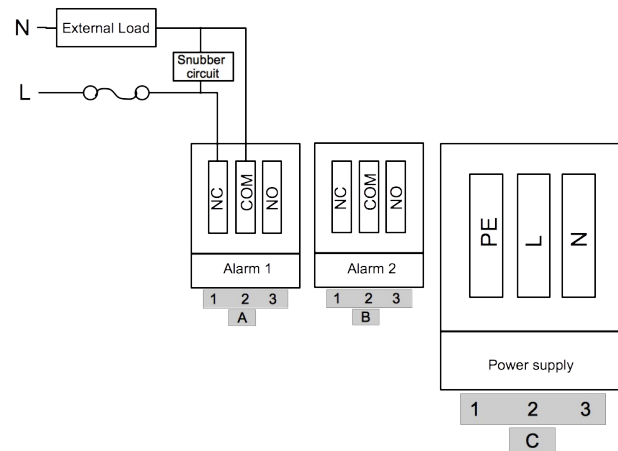 N
External Load
Snubber
circuit
L
NC
COM
NO
Alarm 1
1 2 3
A
NC
COM
NO
Alarm 2
1 2 3
B
PE
L
N
Power supply
1 2 3
C